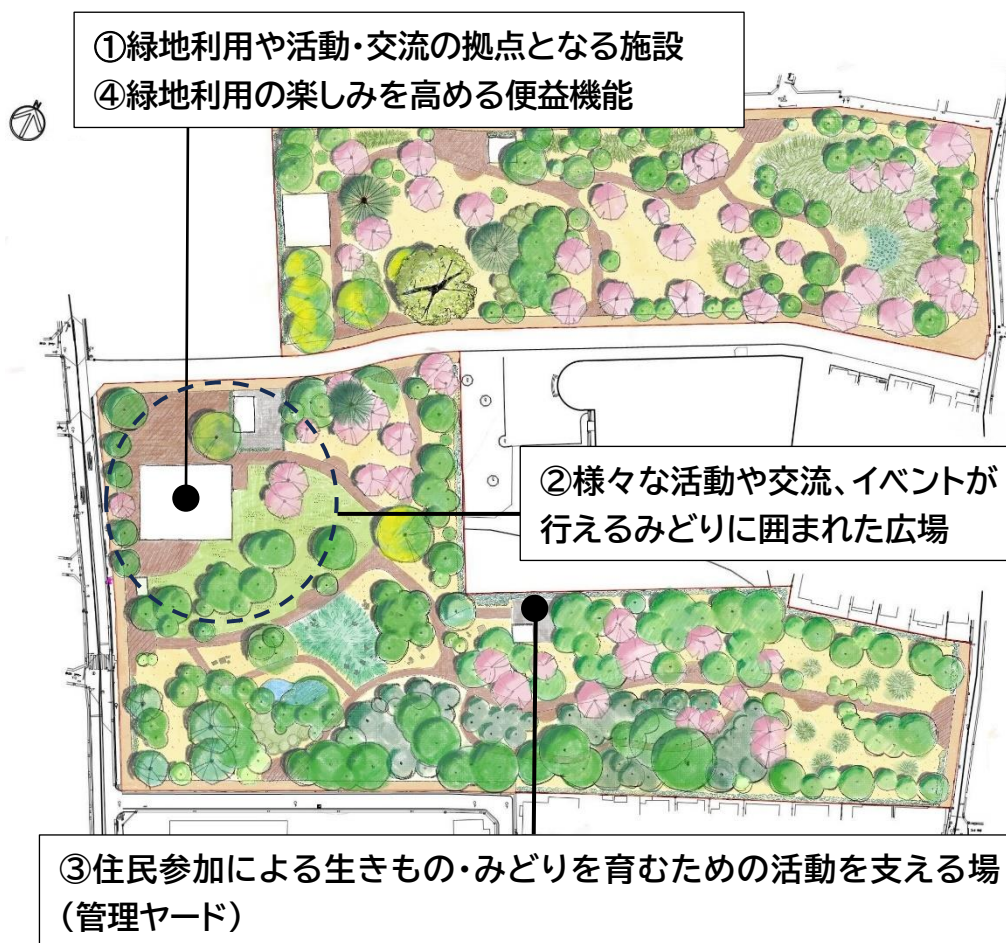 ①緑地利用や活動・交流の拠点となる施設
④緑地利用の楽しみを高める便益機能
②様々な活動や交流、イベントが
行えるみどりに囲まれた広場
③住民参加による生きもの・みどりを育むための活動を支える場
(管理ヤード)